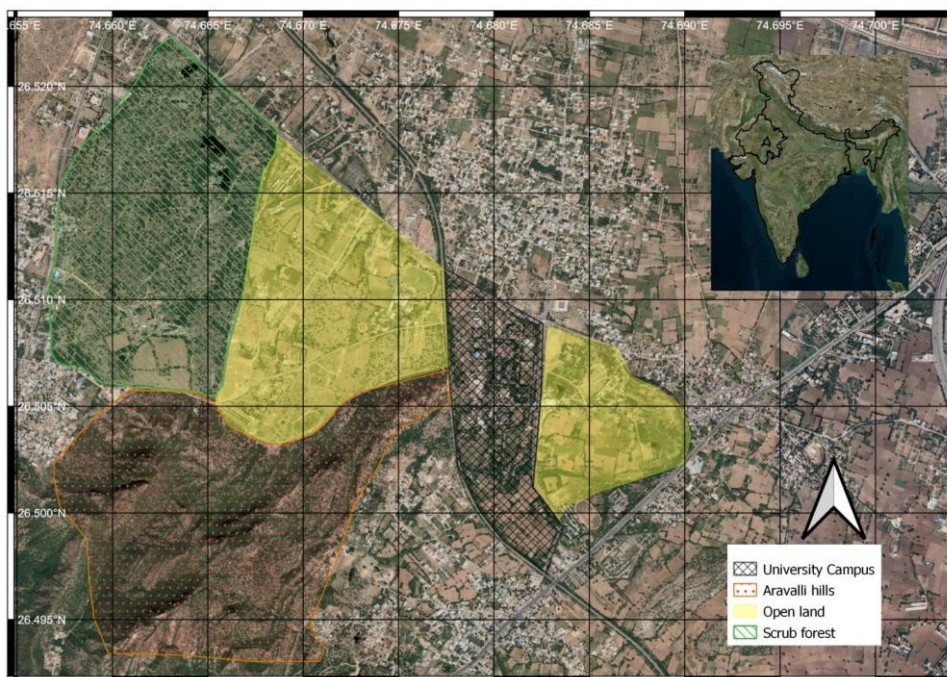 .655°E 74.660°E 74.665°E 74.670°E 74.675°E 74.680°E 74.685°E 74.690°E 74.695°E 74.700°E
26.520°N
26.515°N
26.510°N
26.505°N
26.500°N
26.495°N
A
University Campus
Aravalli hills
Open land
Scrub forest